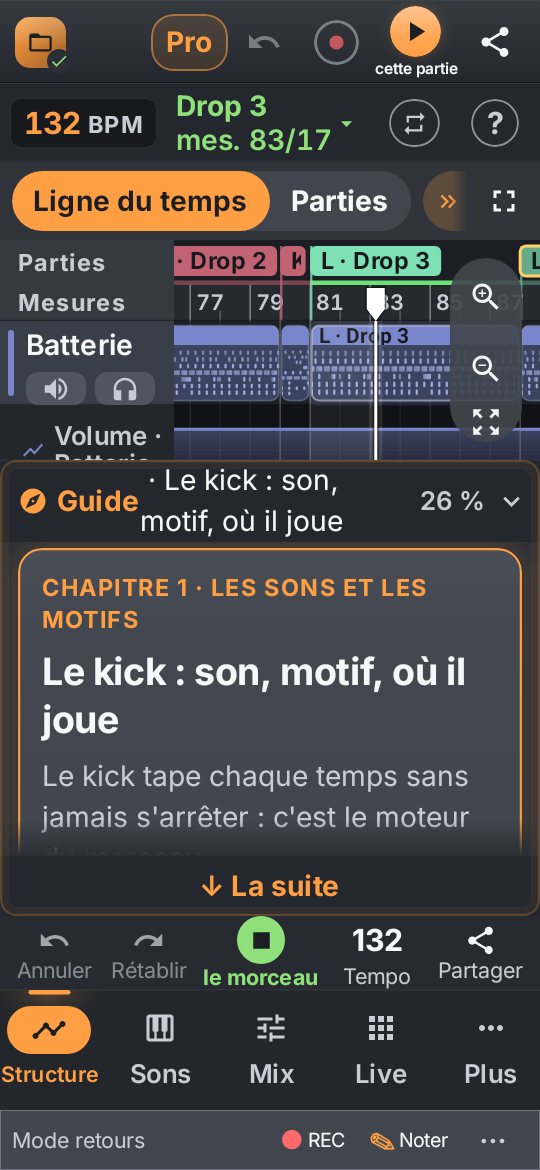 Pro
cette partie
132 BPM
Drop 3
mes. 83/17
?
Ligne du temps
Parties
Parties
· Drop 2
K
L · Drop 3
L
Mesures
77
79
81
83
85
87
Batterie
L · Drop 3
Volume ·
Batterie
Guide
· Le kick : son,
motif, où il joue
26 %
CHAPITRE 1 · LES SONS ET LES
MOTIFS
Le kick : son, motif, où il
joue
Le kick tape chaque temps sans
jamais s'arrêter : c'est le moteur
du morceau
La suite
Annuler
Rétablir
le morceau
132
Tempo
Partager
Structure
Sons
Mix
Live
Plus
Mode retours
REC
Noter